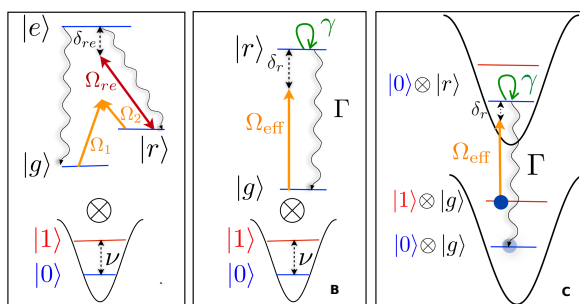 |e⟩
δ_re
Ω_re
Ω_1
Ω_2
|r⟩
|g⟩
⊗
|1⟩
|0⟩
ν
.
γ
|r⟩
δ_r
Ω_eff
Γ
|g⟩
⊗
|1⟩
|0⟩
ν
B
|0⟩⊗|r⟩
γ
δ_r
Ω_eff
Γ
|1⟩⊗|g⟩
|0⟩⊗|g⟩
C